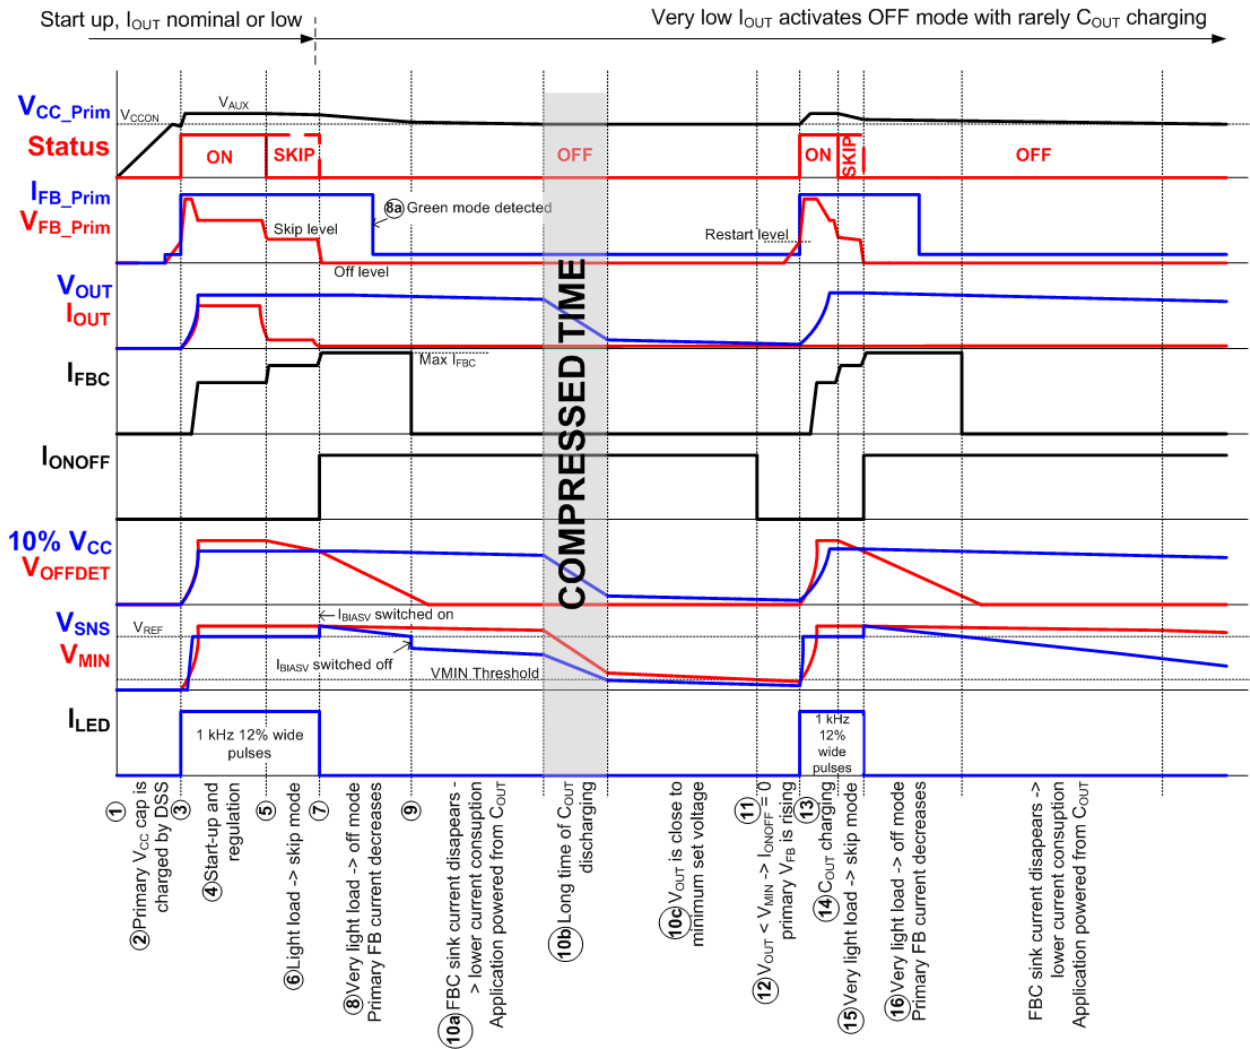 Start up, IOUT nominal or low
Very low IOUT activates OFF mode with rarely COUT charging
VCC_Prim
VCCON
VAUX
Status
ON
SKIP
OFF
ON
SKIP
OFF
IFB_Prim
VFB_Prim
8a Green mode detected
Skip level
Restart level
Off level
VOUT
IOUT
IFBC
Max IFBC
IONOFF
COMPRESSED TIME
10% VCC
VOFFDET
VSNS
VREF
IBIASV switched on
VMIN
IBIASV switched off
VMIN Threshold
ILED
1 kHz 12% wide
pulses
1 kHz
12%
wide
pulses
1
2 Primary VCC cap is
charged by DSS
3
4 Start-up and
regulation
5
6 Light load -> skip mode
7
8 Very light load -> off mode
Primary FB current decreases
9
10a FBC sink current disapears -
> lower current consuption
Application powered from COUT
10b Long time of COUT
discharging
10c VOUT is close to
minimum set voltage
11
12 VOUT < VMIN -> IONOFF = 0
primary VFB is rising
13
14 COUT charging
15 Very light load -> skip mode
16 Very light load -> off mode
Primary FB current decreases
FBC sink current disapears ->
lower current consuption
Application powered from COUT